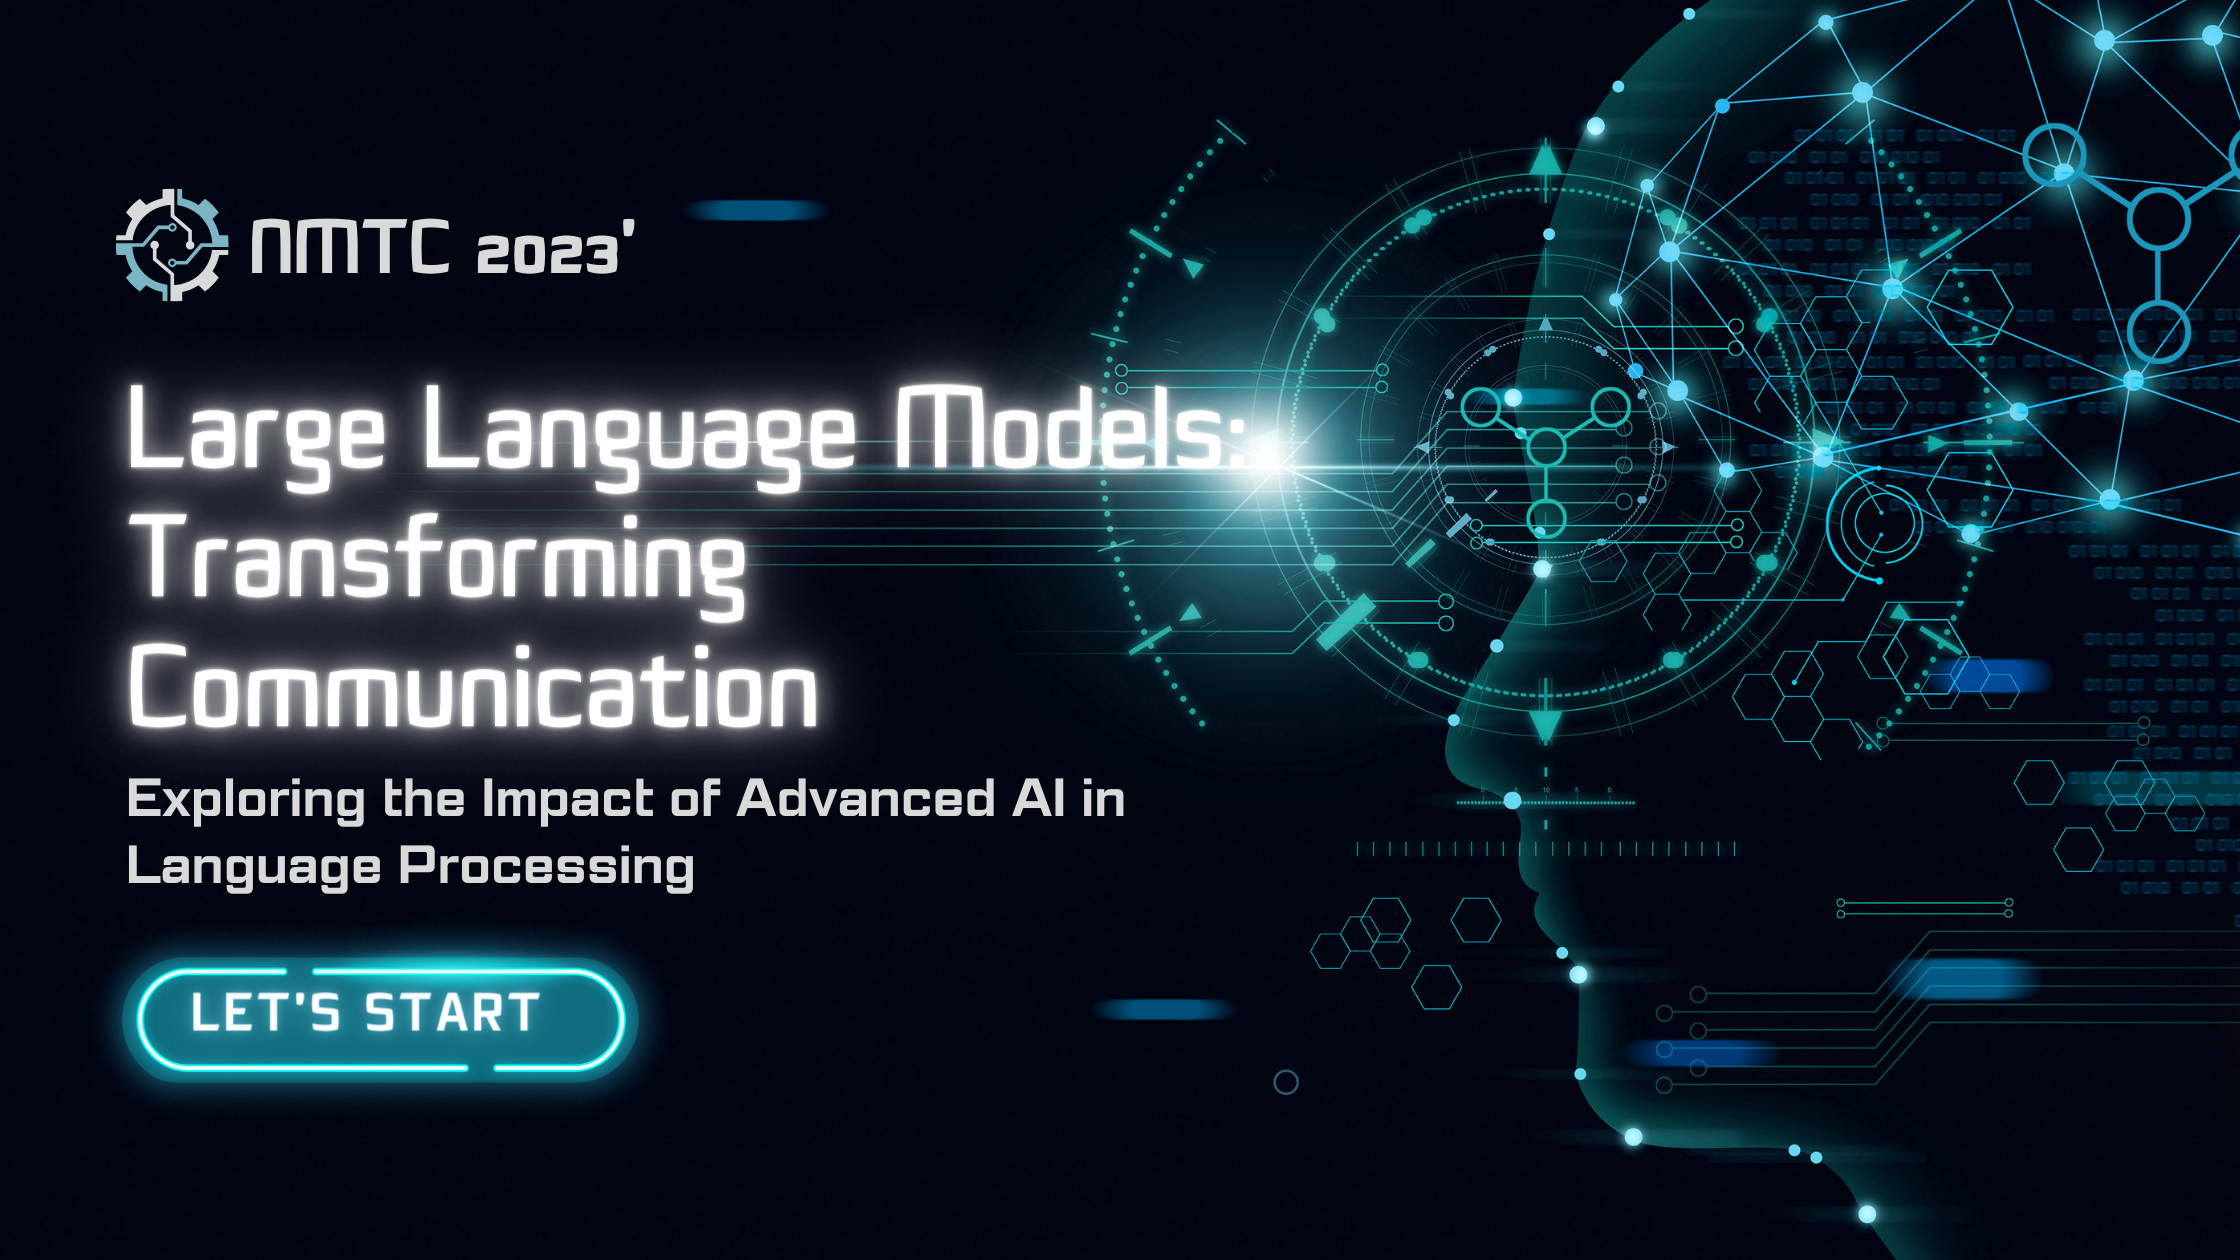 NMTC 2023'
Large Language Models:
Transforming
Communication
Exploring the Impact of Advanced AI in
Language Processing
LET'S START